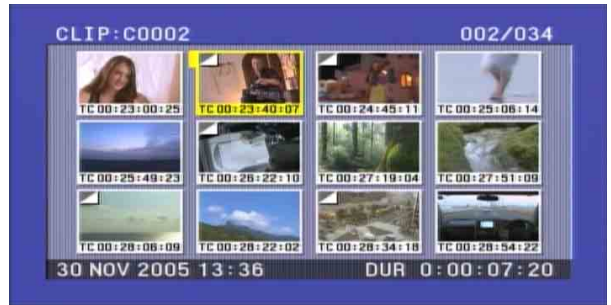 CLIP:C0002 002/034
TC 00:23:00:25 TC 00:23:40:07 TC 00:24:45:11 TC 00:25:06:14
TC 00:25:49:23 TC 00:26:22:10 TC 00:27:19:04 TC 00:27:51:09
TC 00:28:06:09 TC 00:28:22:02 TC 00:28:34:18 TC 00:28:54:22
30 NOV 2005 13:36 DUR 0:00:07:20